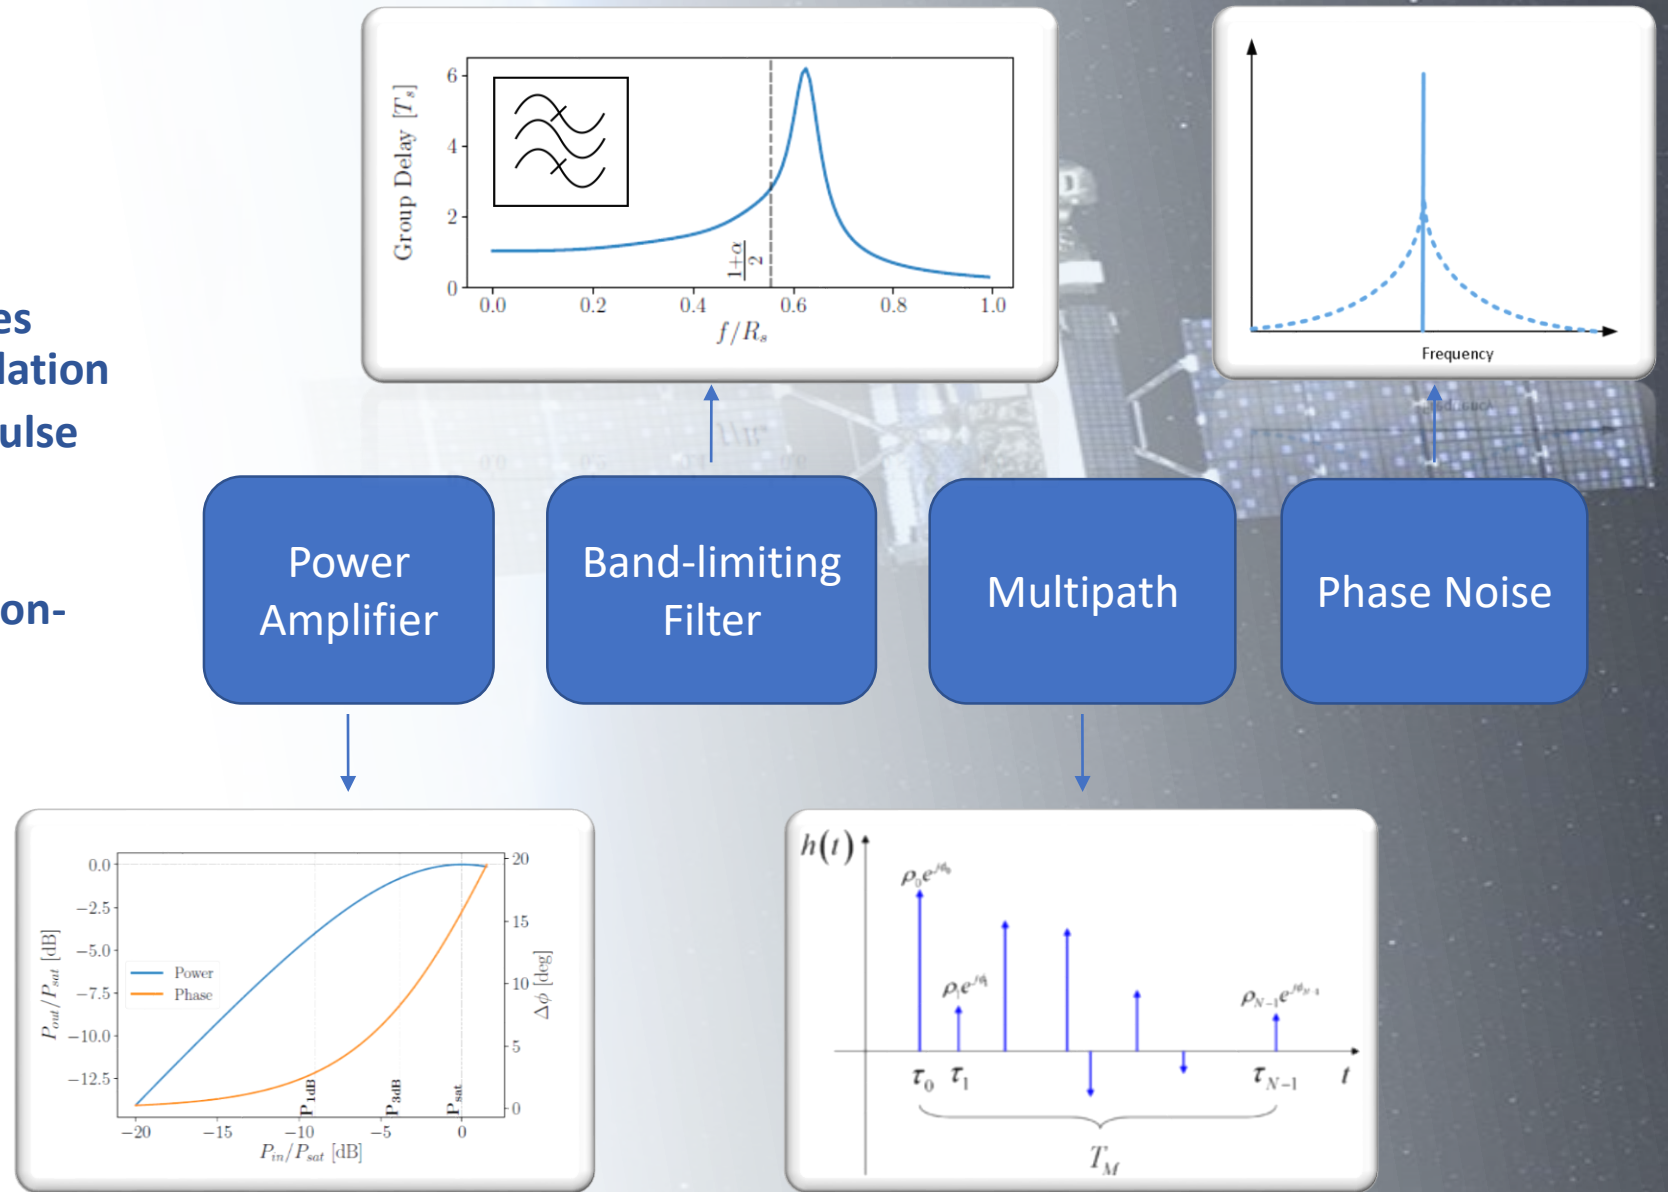 es
lation
ulse
on-
Group Delay [T_s]
6
4
2
0
1+α
2
0.0 0.2 0.4 0.6 0.8 1.0
f/R_s
Frequency
Power
Amplifier
Band-limiting
Filter
Multipath
Phase Noise
P_out/P_sat [dB]
0.0
−2.5
−5.0
−7.5
−10.0
−12.5
Power
Phase
P_1dB
P_3dB
P_sat
20
15
10
5
0
Δϕ [deg]
−20 −15 −10 −5 0
P_in/P_sat [dB]
h(t)
ρ_0 e^{jθ_0}
ρ_1 e^{jθ_1}
ρ_{N−1} e^{jθ_{N-1}}
τ_0 τ_1 τ_{N−1} t
T_M